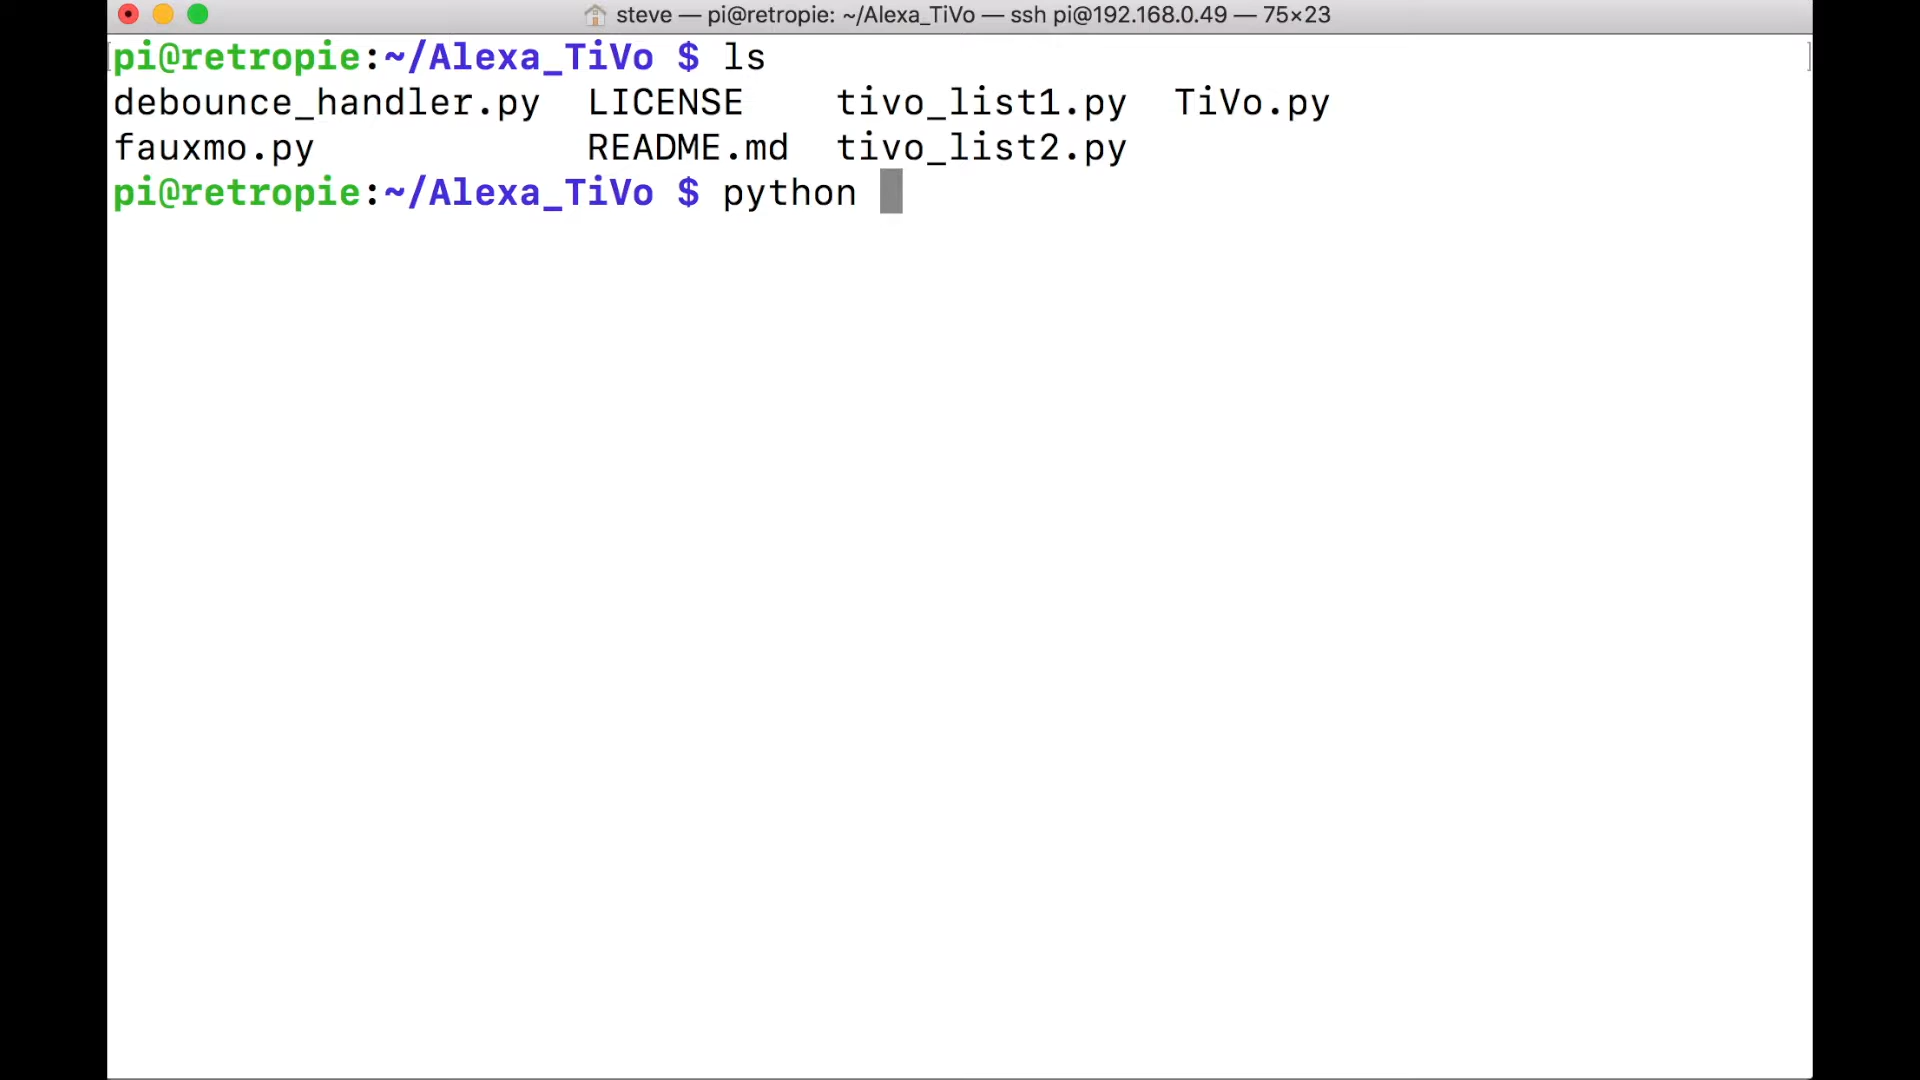 steve — pi@retropie: ~/Alexa_TiVo — ssh pi@192.168.0.49 — 75×23
pi@retropie:~/Alexa_TiVo $ ls
debounce_handler.py  LICENSE    tivo_list1.py  TiVo.py
fauxmo.py            README.md  tivo_list2.py
pi@retropie:~/Alexa_TiVo $ python